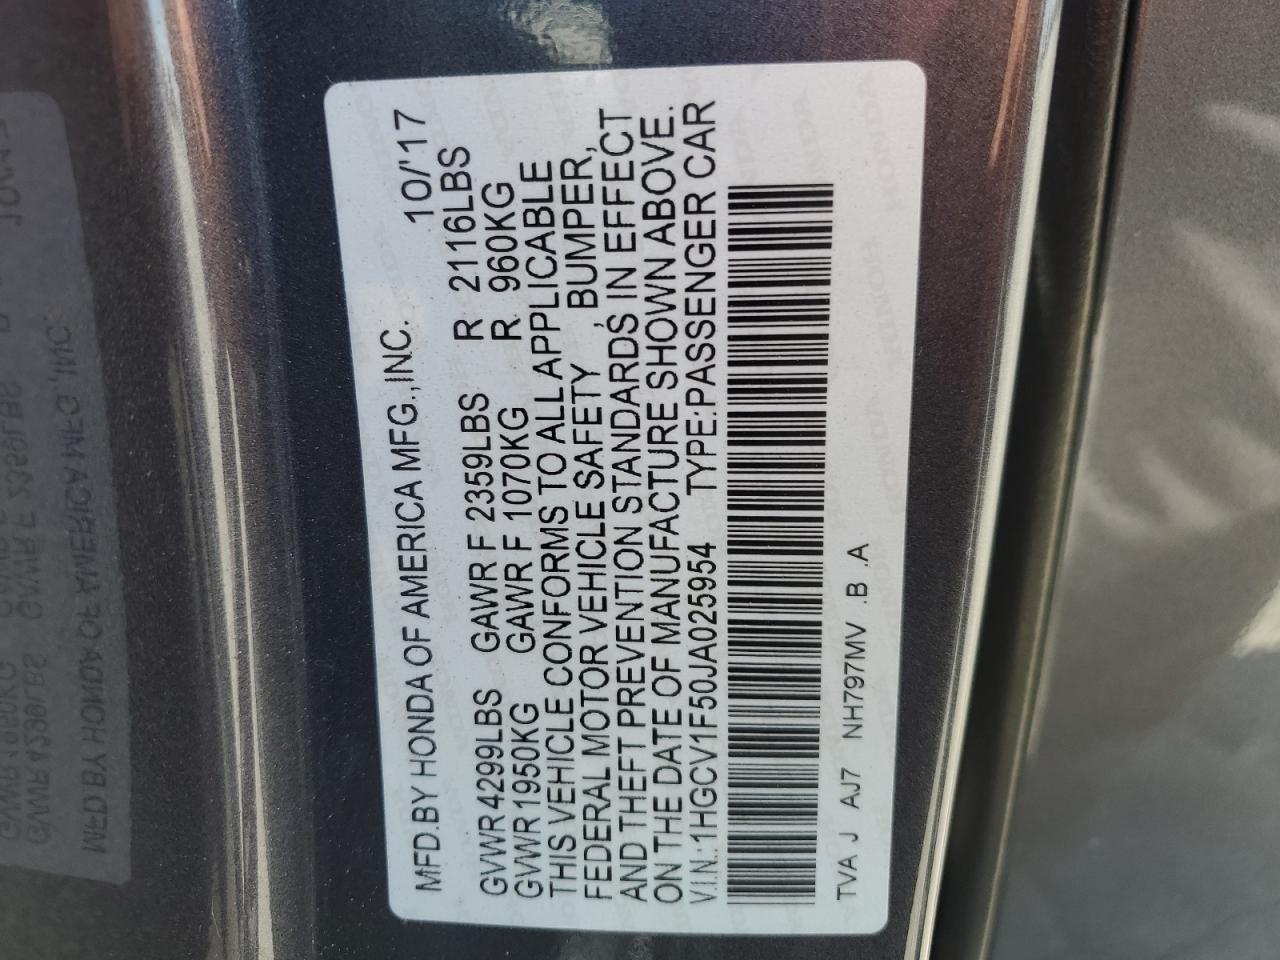 MFD.BY HONDA OF AMERICA MFG.,INC. 10/'17
GVWR 4299LBS GAWR F 2359LBS R 2116LBS
GVWR 1950KG GAWR F 1070KG R 960KG
THIS VEHICLE CONFORMS TO ALL APPLICABLE
FEDERAL MOTOR VEHICLE SAFETY, BUMPER,
AND THEFT PREVENTION STANDARDS IN EFFECT
ON THE DATE OF MANUFACTURE SHOWN ABOVE.
V.I.N.:1HGCV1F50JA025954 TYPE:PASSENGER CAR
TVA J AJ7 NH797MV .B .A